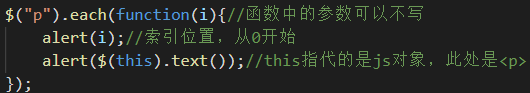 $("p").each(function(i){//函数中的参数可以不写
alert(i);//索引位置，从0开始
alert($(this).text());//this指代的是js对象，此处是<p>
});